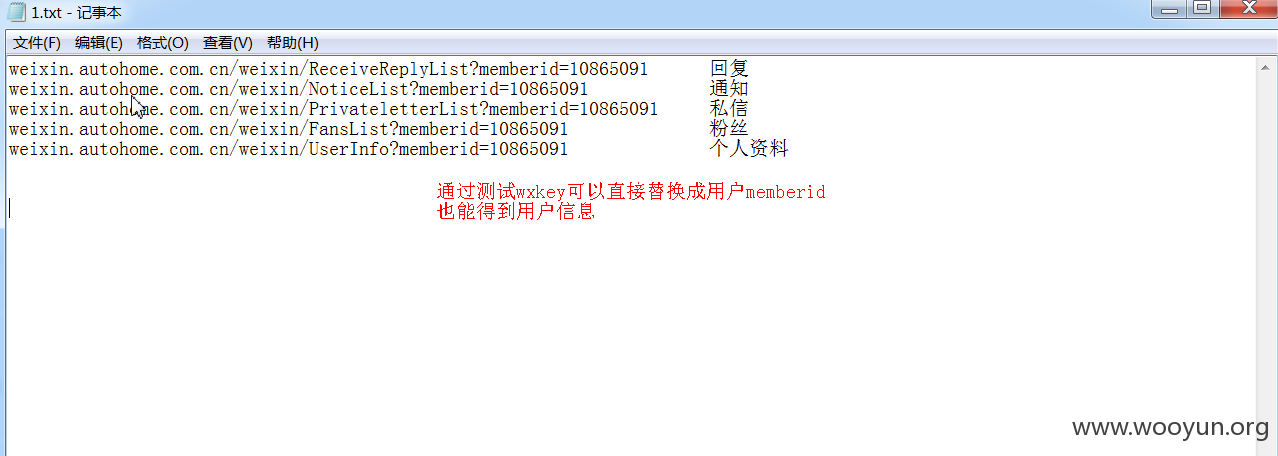 1.txt - 记事本
文件(F) 编辑(E) 格式(O) 查看(V) 帮助(H)
weixin.autohome.com.cn/weixin/ReceiveReplyList?memberid=10865091 回复
weixin.autohome.com.cn/weixin/NoticeList?memberid=10865091 通知
weixin.autohome.com.cn/weixin/PrivateletterList?memberid=10865091 私信
weixin.autohome.com.cn/weixin/FansList?memberid=10865091 粉丝
weixin.autohome.com.cn/weixin/UserInfo?memberid=10865091 个人资料
通过测试wxkey可以直接替换成用户memberid
也能得到用户信息
www.wooyun.org